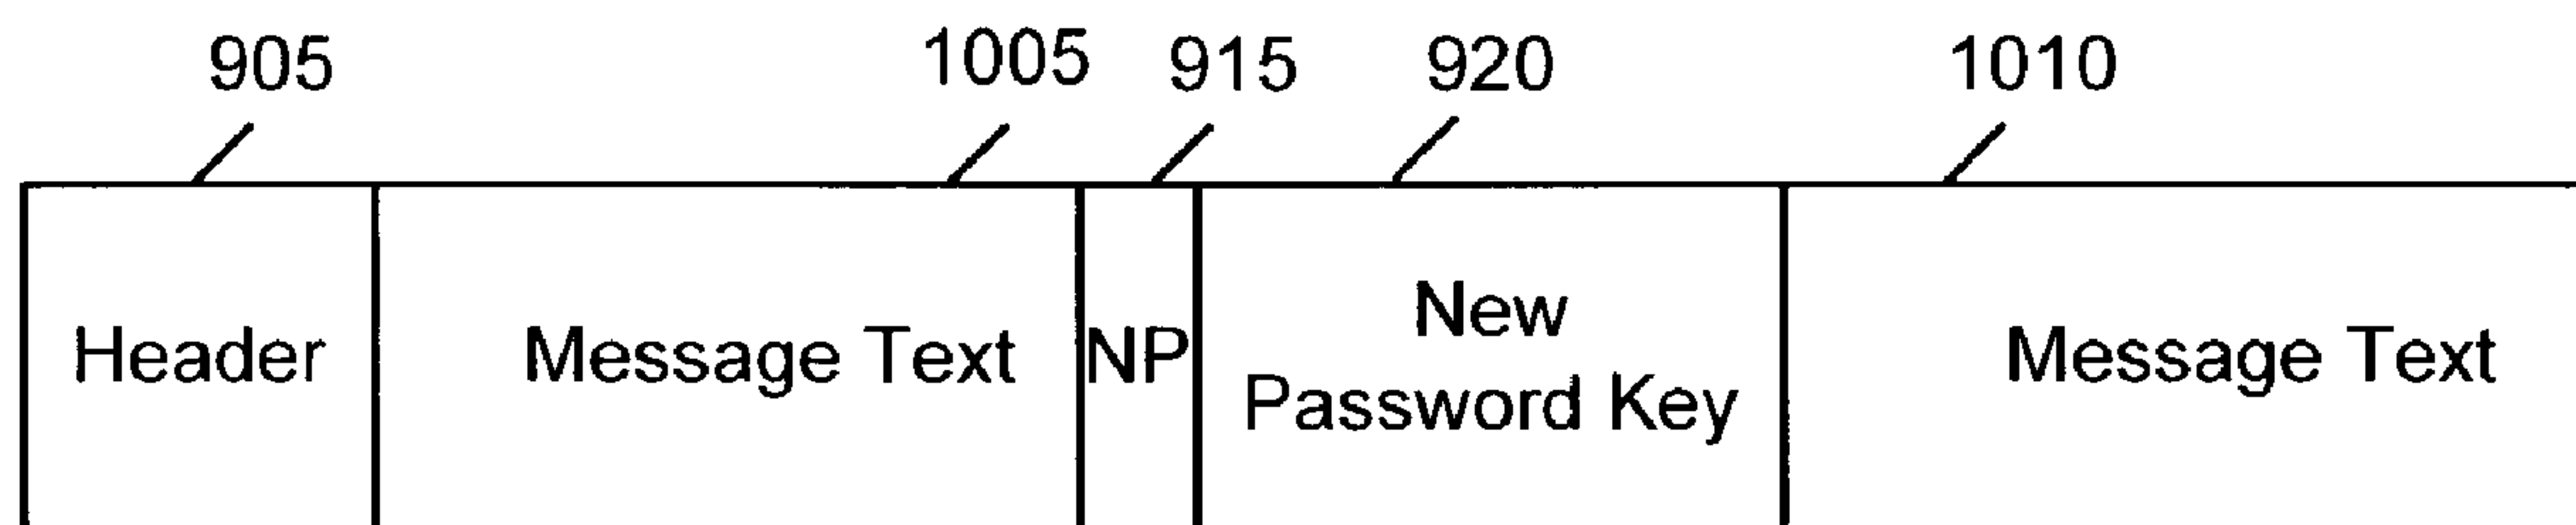 905 1005 915 920 1010
Header
Message Text
NP
New
Password Key
Message Text